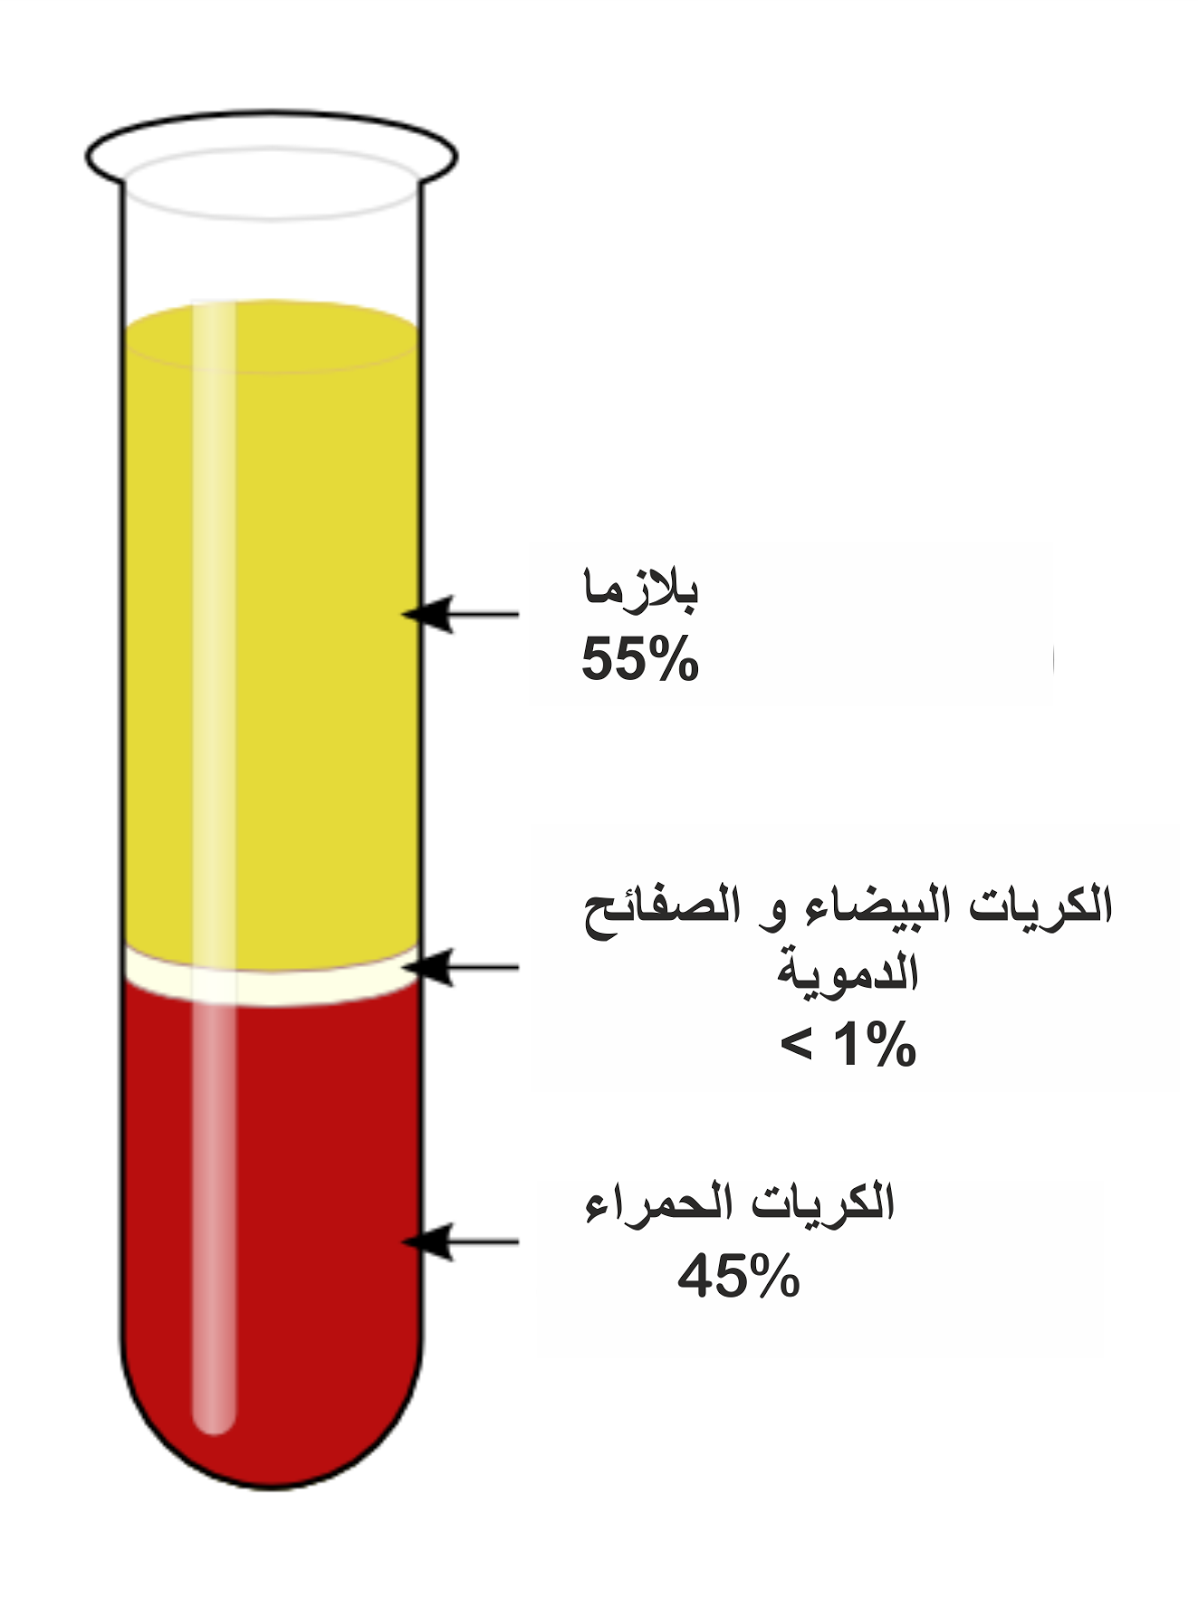 بلازما
55%
الكريات البيضاء و الصفائح
الدموية
< 1%
الكريات الحمراء
45%